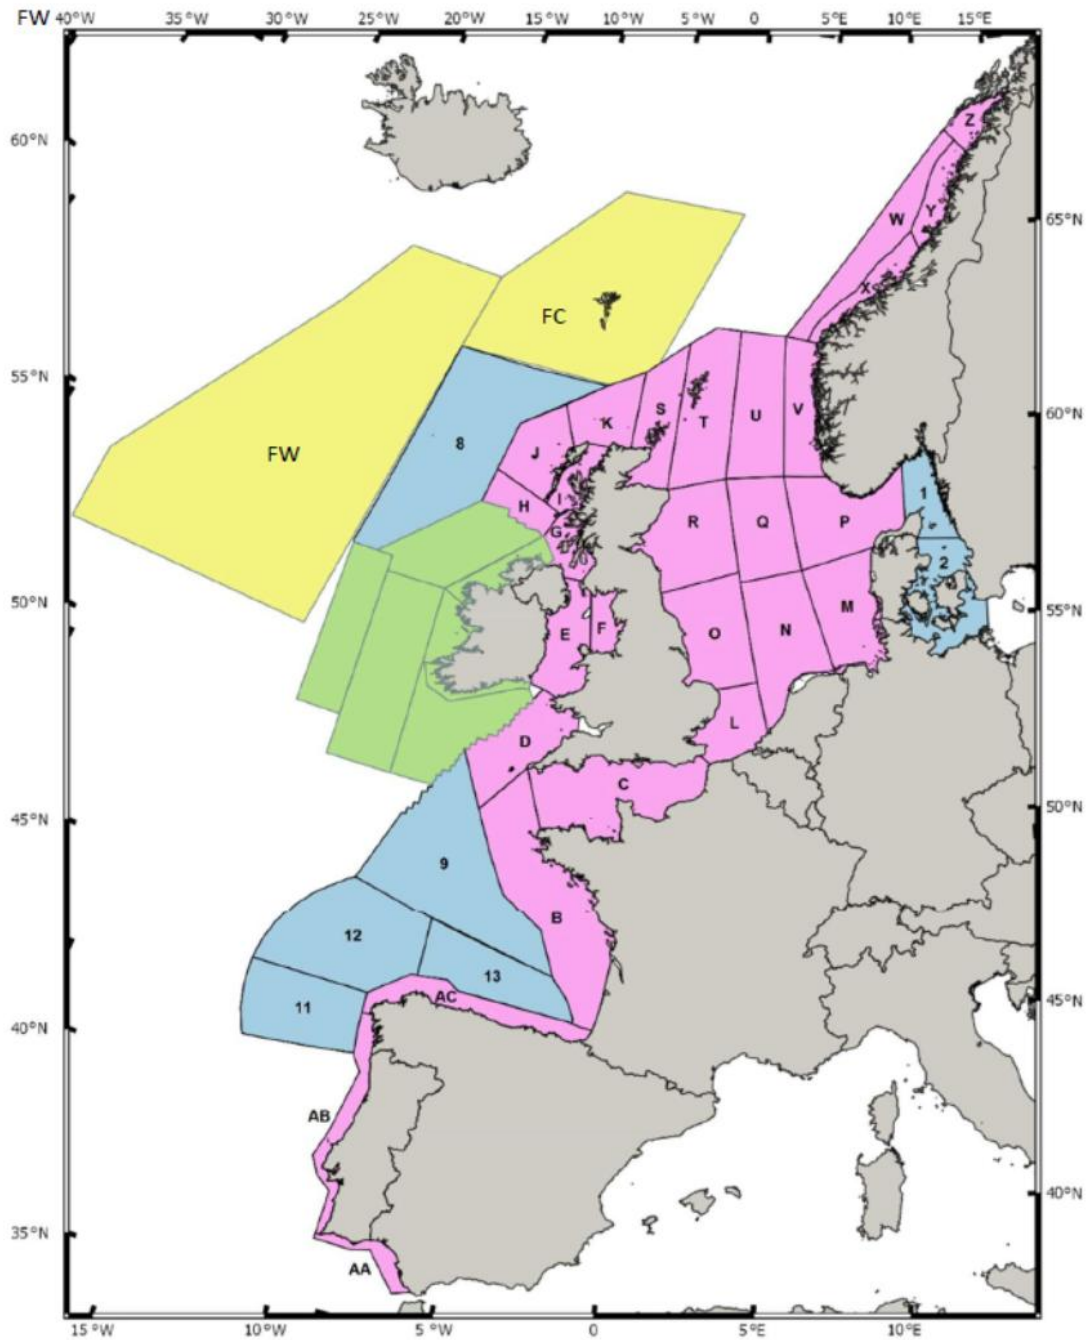 FW 40°W 35°W 30°W 25°W 20°W 15°W 10°W 5°W 0 5°E 10°E 15°E
60°N
Z
W Y 65°N
X
FC
55°N
S
K T U V 60°N
8 J
FW
1
I
H R Q P
G
2
50°N
M 55°N
E F O N
L
D
C
45°N 50°N
9
B
12
13
AC
11 45°N
40°N
AB
40°N
35°N
AA
15°W 10°W 5°W 0 5°E 10°E